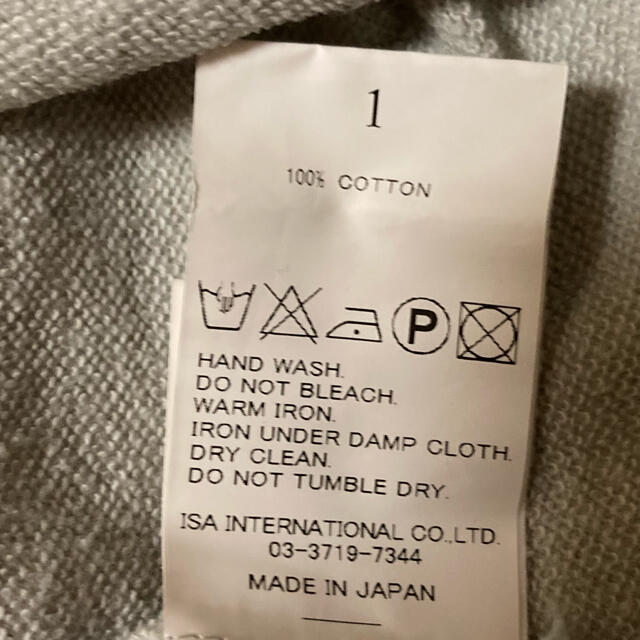 1
100% COTTON
P
HAND WASH.
DO NOT BLEACH.
WARM IRON.
IRON UNDER DAMP CLOTH.
DRY CLEAN.
DO NOT TUMBLE DRY.
ISA INTERNATIONAL CO.,LTD.
03-3719-7344
MADE IN JAPAN